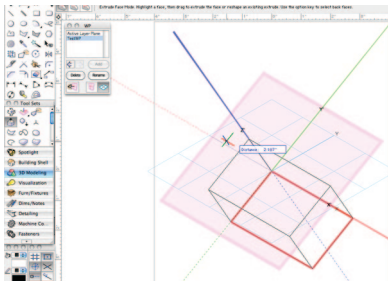 Extrude Face Mode. Highlight a face, then drag to extrude the face or reshape an existing extrude. Use the option key to select back faces.
WP
Active Layer Plane
Add
Delete
Rename
Tool Sets
Spotlight
Building Shell
3D Modeling
Visualization
Furn/Fixtures
Dims/Notes
Detailing
Machine Co...
Fasteners
Z
Y
Y
X
X